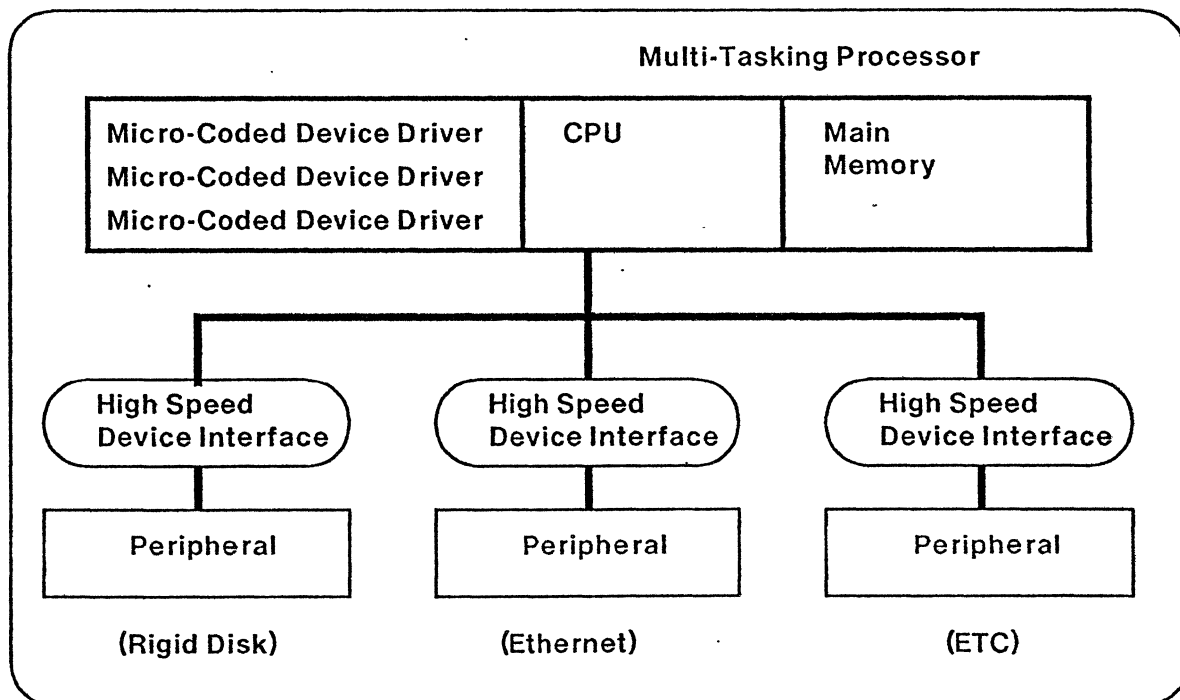 Multi-Tasking Processor
Micro-Coded Device Driver
Micro-Coded Device Driver
Micro-Coded Device Driver
CPU
Main
Memory
High Speed
Device Interface
High Speed
Device Interface
High Speed
Device Interface
Peripheral
Peripheral
Peripheral
(Rigid Disk)
(Ethernet)
(ETC)